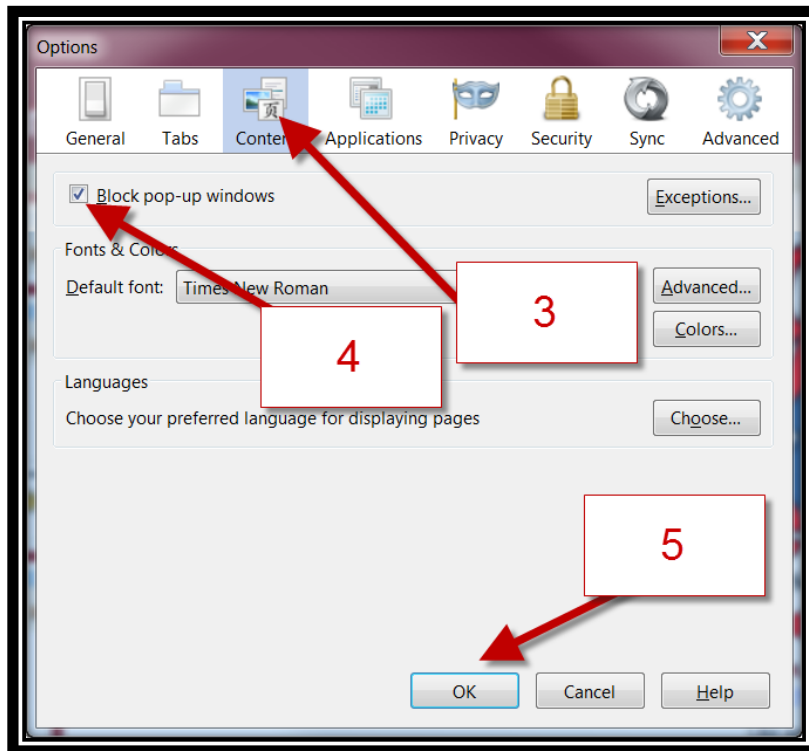 Options
General Tabs Conten Applications Privacy Security Sync Advanced
Block pop-up windows Exceptions...
Fonts & Colors
Default font: Times New Roman Advanced...
3
Colors...
4
Languages
Choose your preferred language for displaying pages Choose...
5
OK Cancel Help